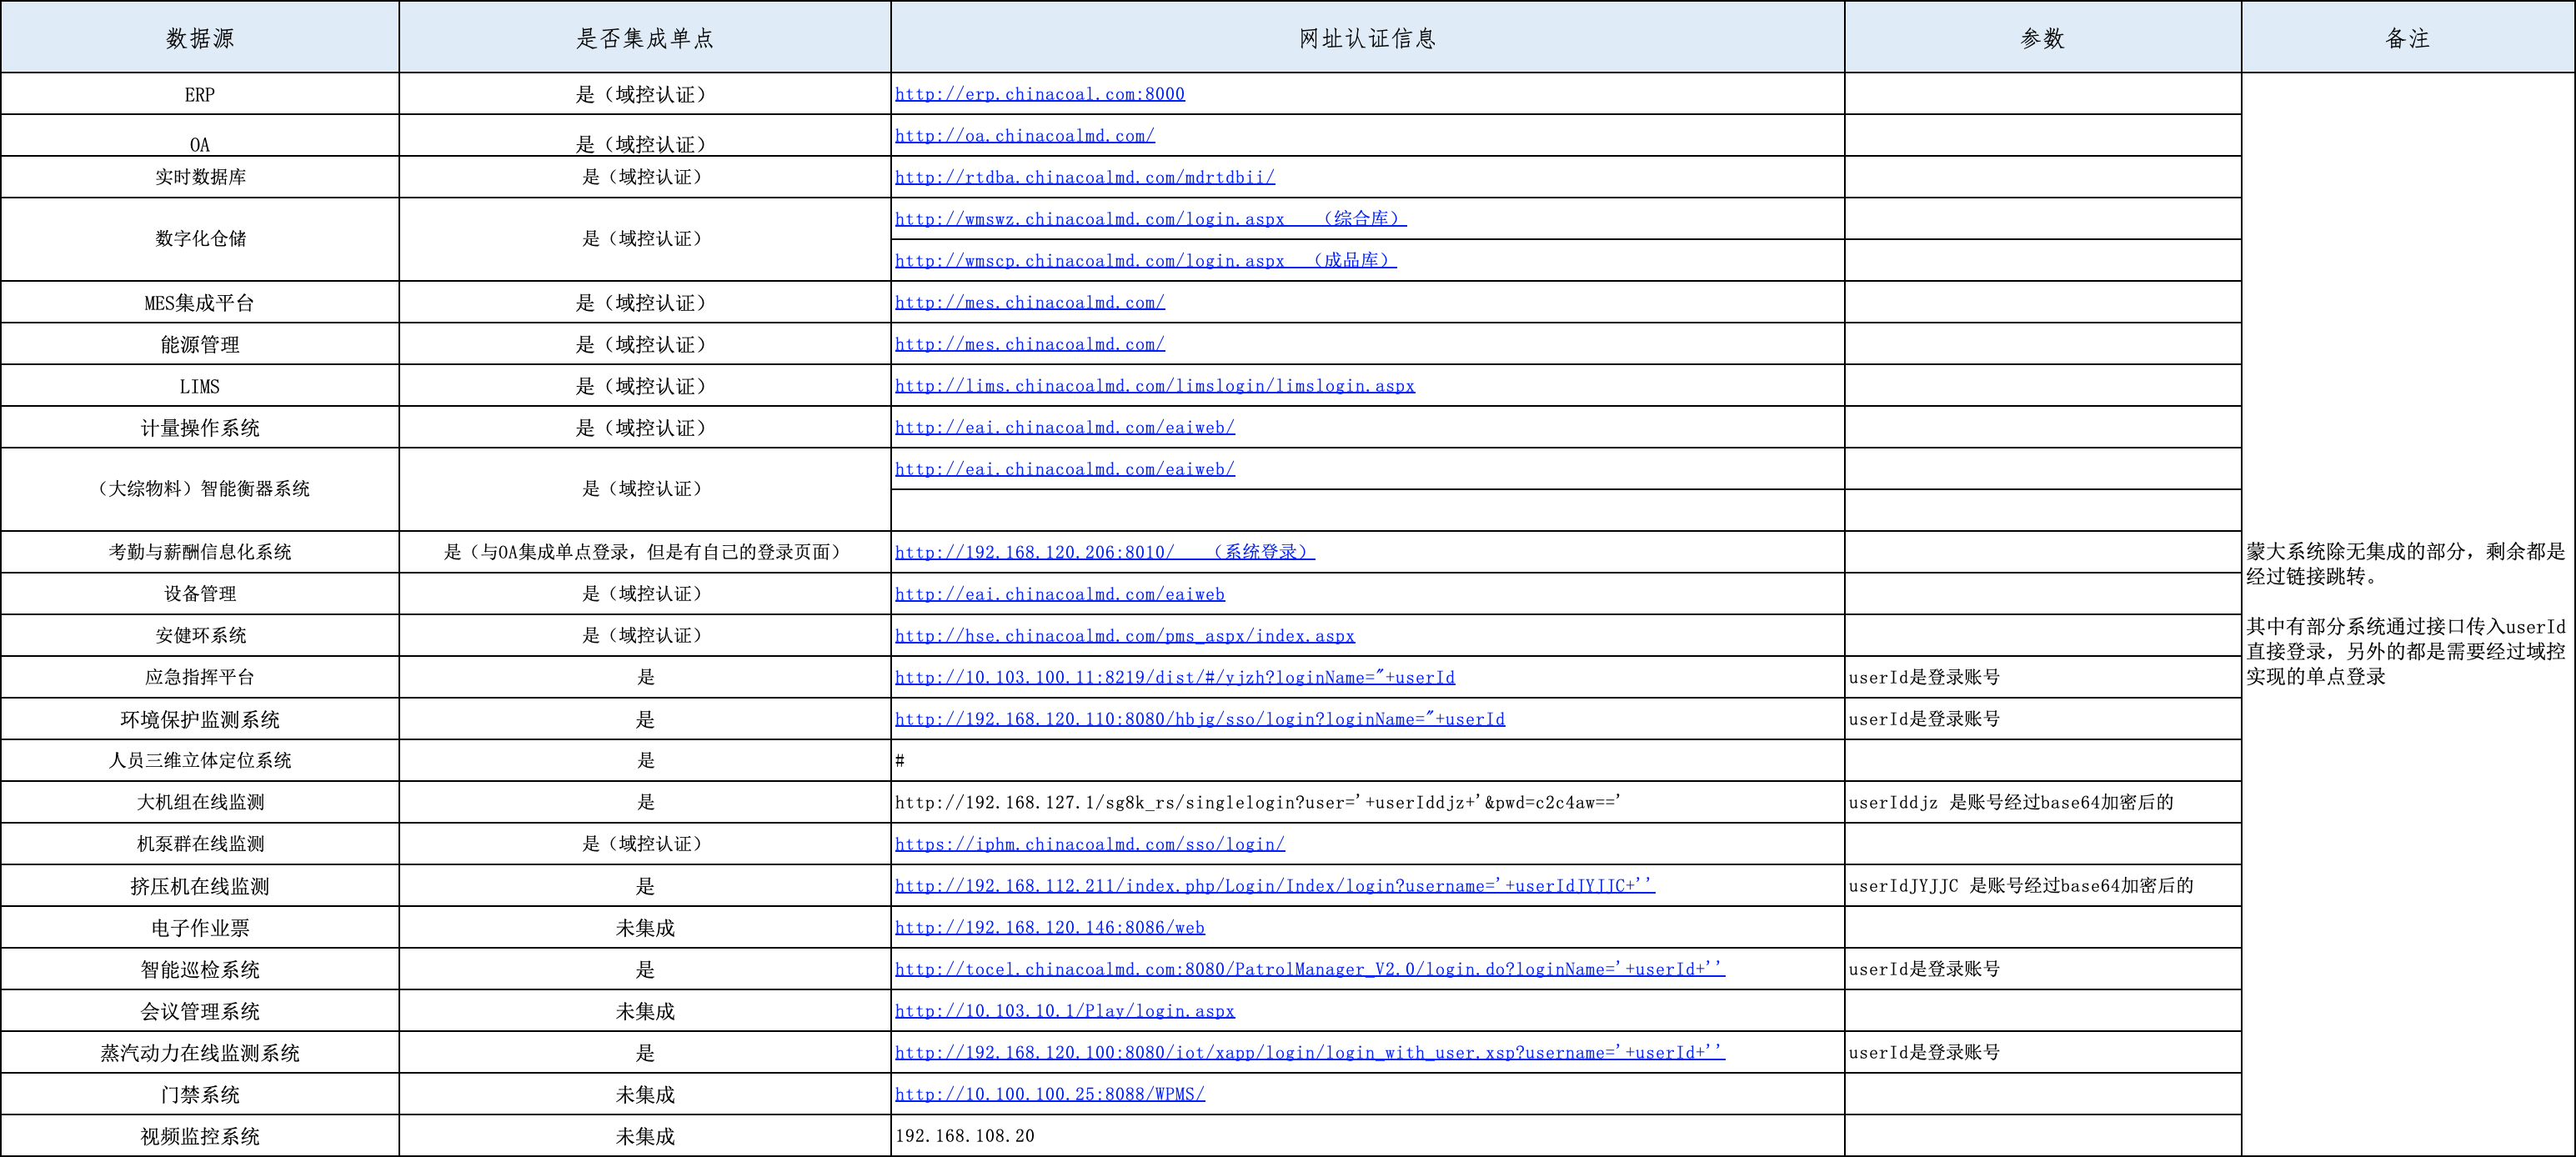 数据源 是否集成单点 网址认证信息 参数 备注
ERP 是（域控认证） http://erp.chinacoal.com:8000
OA 是（域控认证） http://oa.chinacoalmd.com/
实时数据库 是（域控认证） http://rtdba.chinacoalmd.com/mdrtdbii/
数字化仓储 是（域控认证） http://wmswz.chinacoalmd.com/login.aspx （综合库）
http://wmscp.chinacoalmd.com/login.aspx （成品库）
MES集成平台 是（域控认证） http://mes.chinacoalmd.com/
能源管理 是（域控认证） http://mes.chinacoalmd.com/
LIMS 是（域控认证） http://lims.chinacoalmd.com/limslogin/limslogin.aspx
计量操作系统 是（域控认证） http://eai.chinacoalmd.com/eaiweb/
（大综物料）智能衡器系统 是（域控认证） http://eai.chinacoalmd.com/eaiweb/
考勤与薪酬信息化系统 是（与OA集成单点登录，但是有自己的登录页面） http://192.168.120.206:8010/ （系统登录）
设备管理 是（域控认证） http://eai.chinacoalmd.com/eaiweb
安健环系统 是（域控认证） http://hse.chinacoalmd.com/pms_aspx/index.aspx
应急指挥平台 是 http://10.103.100.11:8219/dist/#/yjzh?loginName="+userId userId是登录账号
环境保护监测系统 是 http://192.168.120.110:8080/hbjg/sso/login?loginName="+userId userId是登录账号
人员三维立体定位系统 是 #
大机组在线监测 是 http://192.168.127.1/sg8k_rs/singlelogin?user='+userIddjz+'&pwd=c2c4aw==' userIddjz 是账号经过base64加密后的
机泵群在线监测 是（域控认证） https://iphm.chinacoalmd.com/sso/login/
挤压机在线监测 是 http://192.168.112.211/index.php/Login/Index/login?username='+userIdJYJJC+'' userIdJYJJC 是账号经过base64加密后的
电子作业票 未集成 http://192.168.120.146:8086/web
智能巡检系统 是 http://tocel.chinacoalmd.com:8080/PatrolManager_V2.0/login.do?loginName='+userId+'' userId是登录账号
会议管理系统 未集成 http://10.103.10.1/Play/login.aspx
蒸汽动力在线监测系统 是 http://192.168.120.100:8080/iot/xapp/login/login_with_user.xsp?username='+userId+'' userId是登录账号
门禁系统 未集成 http://10.100.100.25:8088/WPMS/
视频监控系统 未集成 192.168.108.20
蒙大系统除无集成的部分，剩余都是
经过链接跳转。
其中有部分系统通过接口传入userId
直接登录，另外的都是需要经过域控
实现的单点登录